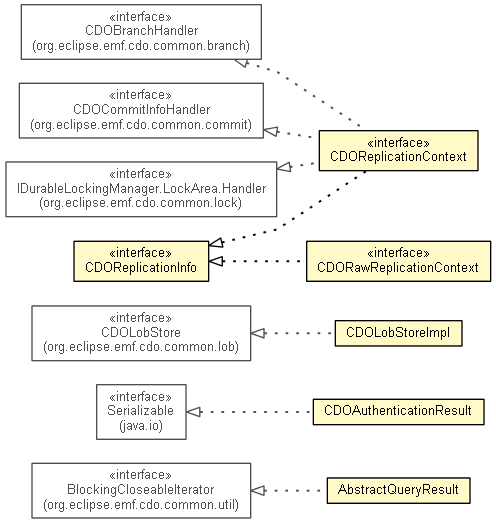 «interface»
CDOBranchHandler
(org.eclipse.emf.cdo.common.branch)
«interface»
CDOCommitInfoHandler
(org.eclipse.emf.cdo.common.commit)
«interface»
CDOReplicationContext
«interface»
IDurableLockingManager.LockArea.Handler
(org.eclipse.emf.cdo.common.lock)
«interface»
CDOReplicationInfo
«interface»
CDORawReplicationContext
«interface»
CDOLobStore
(org.eclipse.emf.cdo.common.lob)
CDOLobStoreImpl
«interface»
Serializable
(java.io)
CDOAuthenticationResult
«interface»
BlockingCloseableIterator
(org.eclipse.emf.cdo.common.util)
AbstractQueryResult